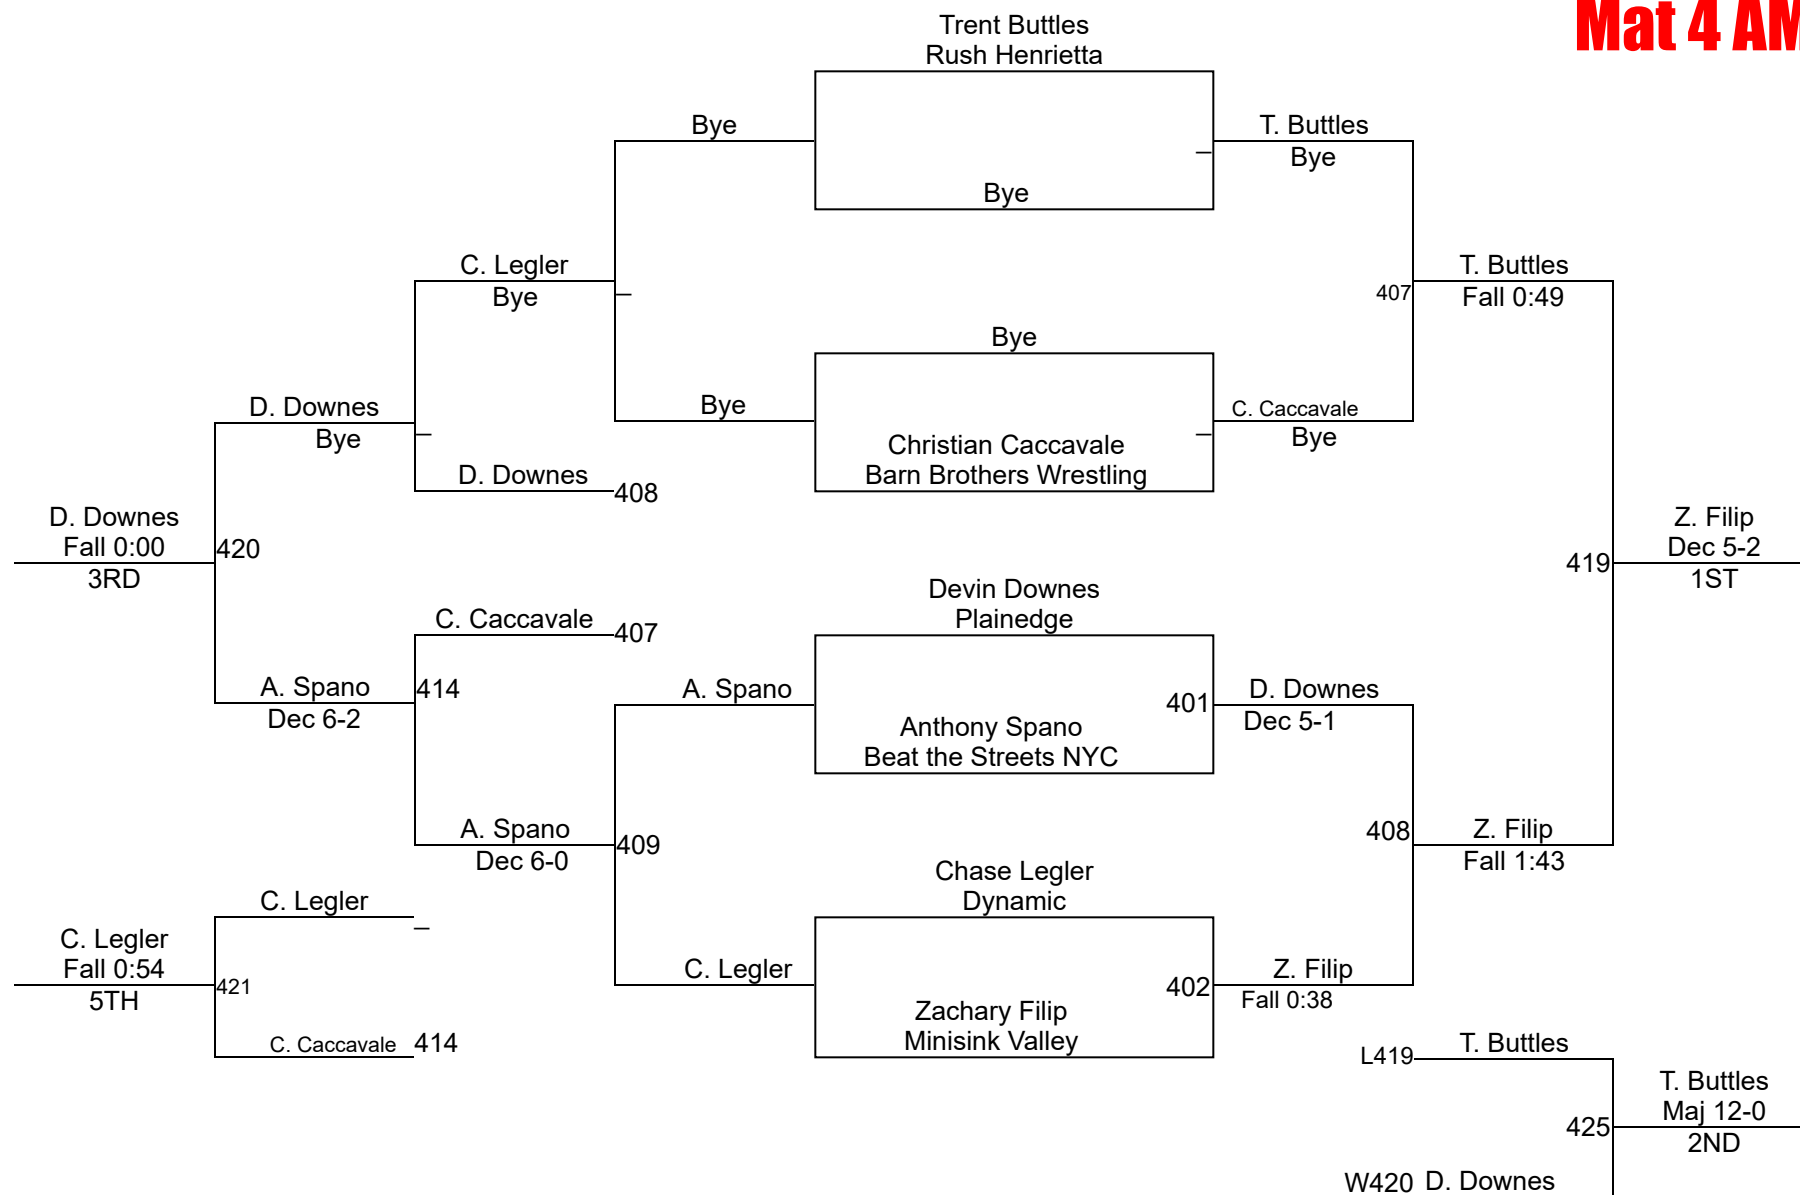 Mat 4 AM
Trent Buttles
Rush Henrietta
Bye
T. Buttles
Bye
Bye
C. Legler
Bye
T. Buttles
407
Fall 0:49
Bye
D. Downes
Bye
Bye
C. Caccavale
Bye
Christian Caccavale
Barn Brothers Wrestling
D. Downes
408
D. Downes
Fall 0:00
420
3RD
Z. Filip
Dec 5-2
419
1ST
Devin Downes
Plainedge
C. Caccavale
407
A. Spano
414
Dec 6-2
A. Spano
401
D. Downes
Dec 5-1
Anthony Spano
Beat the Streets NYC
A. Spano
409
Dec 6-0
408
Z. Filip
Fall 1:43
Chase Legler
Dynamic
C. Legler
C. Legler
Fall 0:54
421
5TH
C. Legler
402
Z. Filip
Fall 0:38
Zachary Filip
Minisink Valley
C. Caccavale
414
L419
T. Buttles
T. Buttles
Maj 12-0
425
2ND
W420
D. Downes